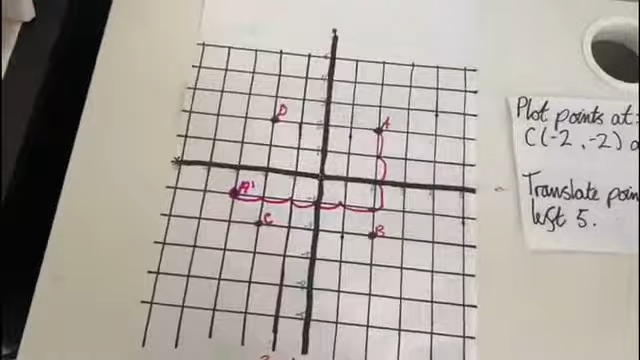 D
A
A'
C
B
Plot points at:
C(-2, -2) a
Translate poin
left 5.